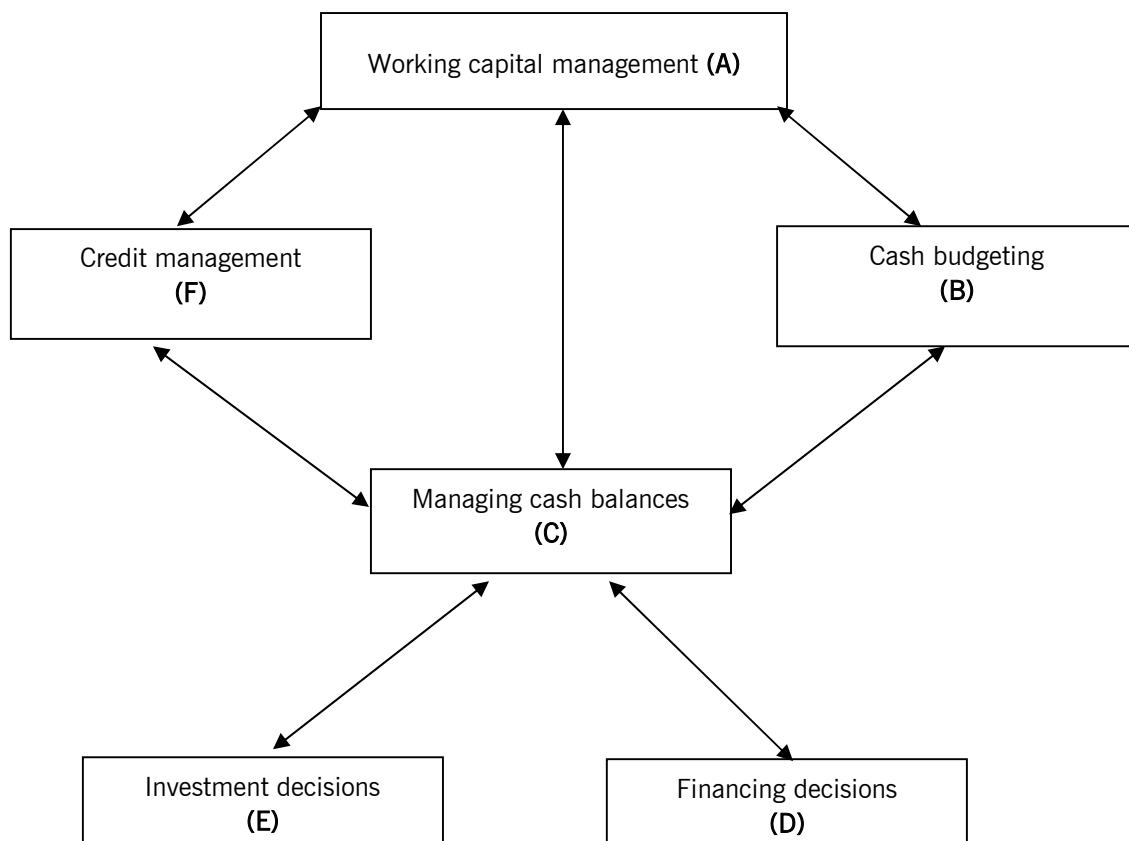 Working capital management (A)
Credit management
(F)
Cash budgeting
(B)
Managing cash balances
(C)
Investment decisions
(E)
Financing decisions
(D)